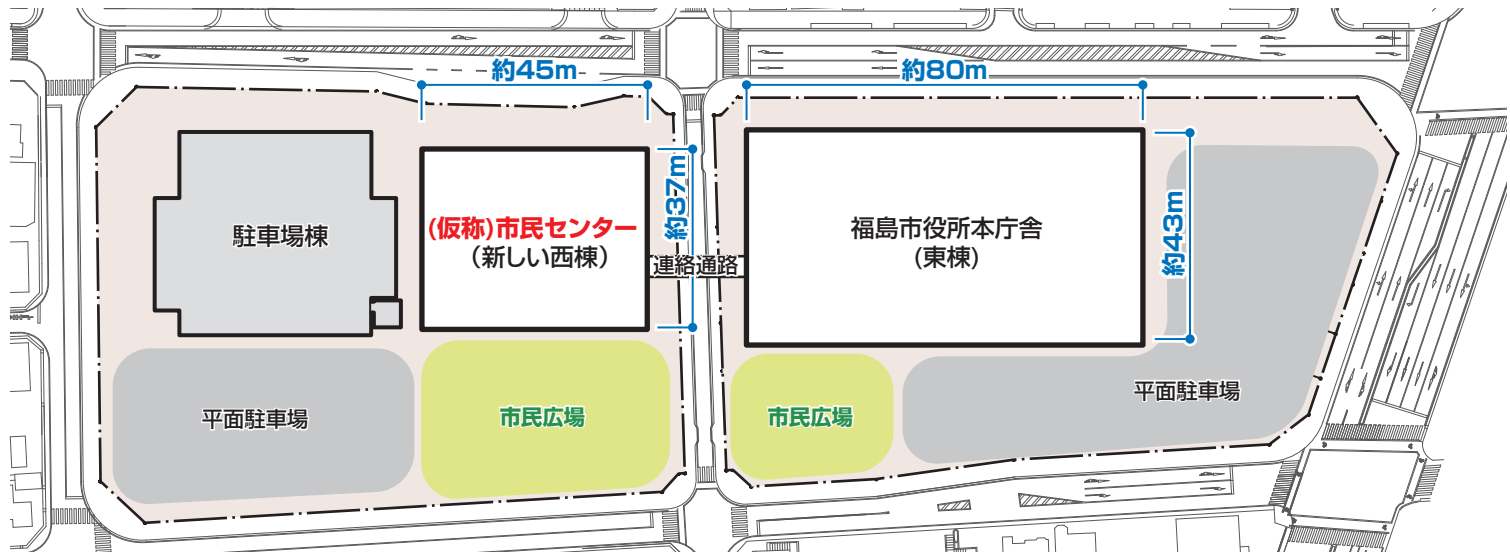 約45m
約80m
駐車場棟
(仮称)市民センター
（新しい西棟）
約37m
連絡通路
福島市役所本庁舎
(東棟)
約43m
平面駐車場
市民広場
市民広場
平面駐車場